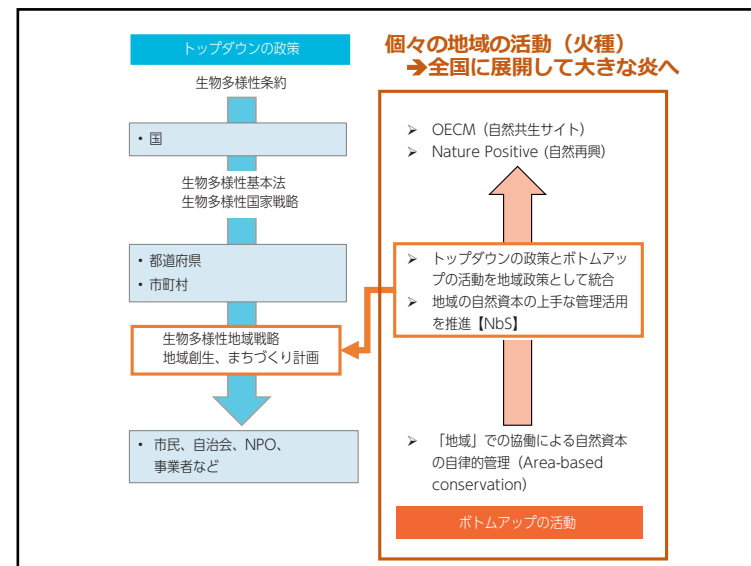 トップダウンの政策
生物多様性条約
• 国
生物多様性基本法
生物多様性国家戦略
• 都道府県
• 市町村
生物多様性地域戦略
地域創生、まちづくり計画
• 市民、自治会、NPO、
事業者など
個々の地域の活動(火種)
➔全国に展開して大きな炎へ
➢ OECM(自然共生サイト)
➢ Nature Positive (自然再興)
➢ トップダウンの政策とボトムアッ
プの活動を地域政策として統合
➢ 地域の自然資本の上手な管理活用
を推進【NbS】
➢ 「地域」での協働による自然資本
の自律的管理(Area-based
conservation)
ボトムアップの活動